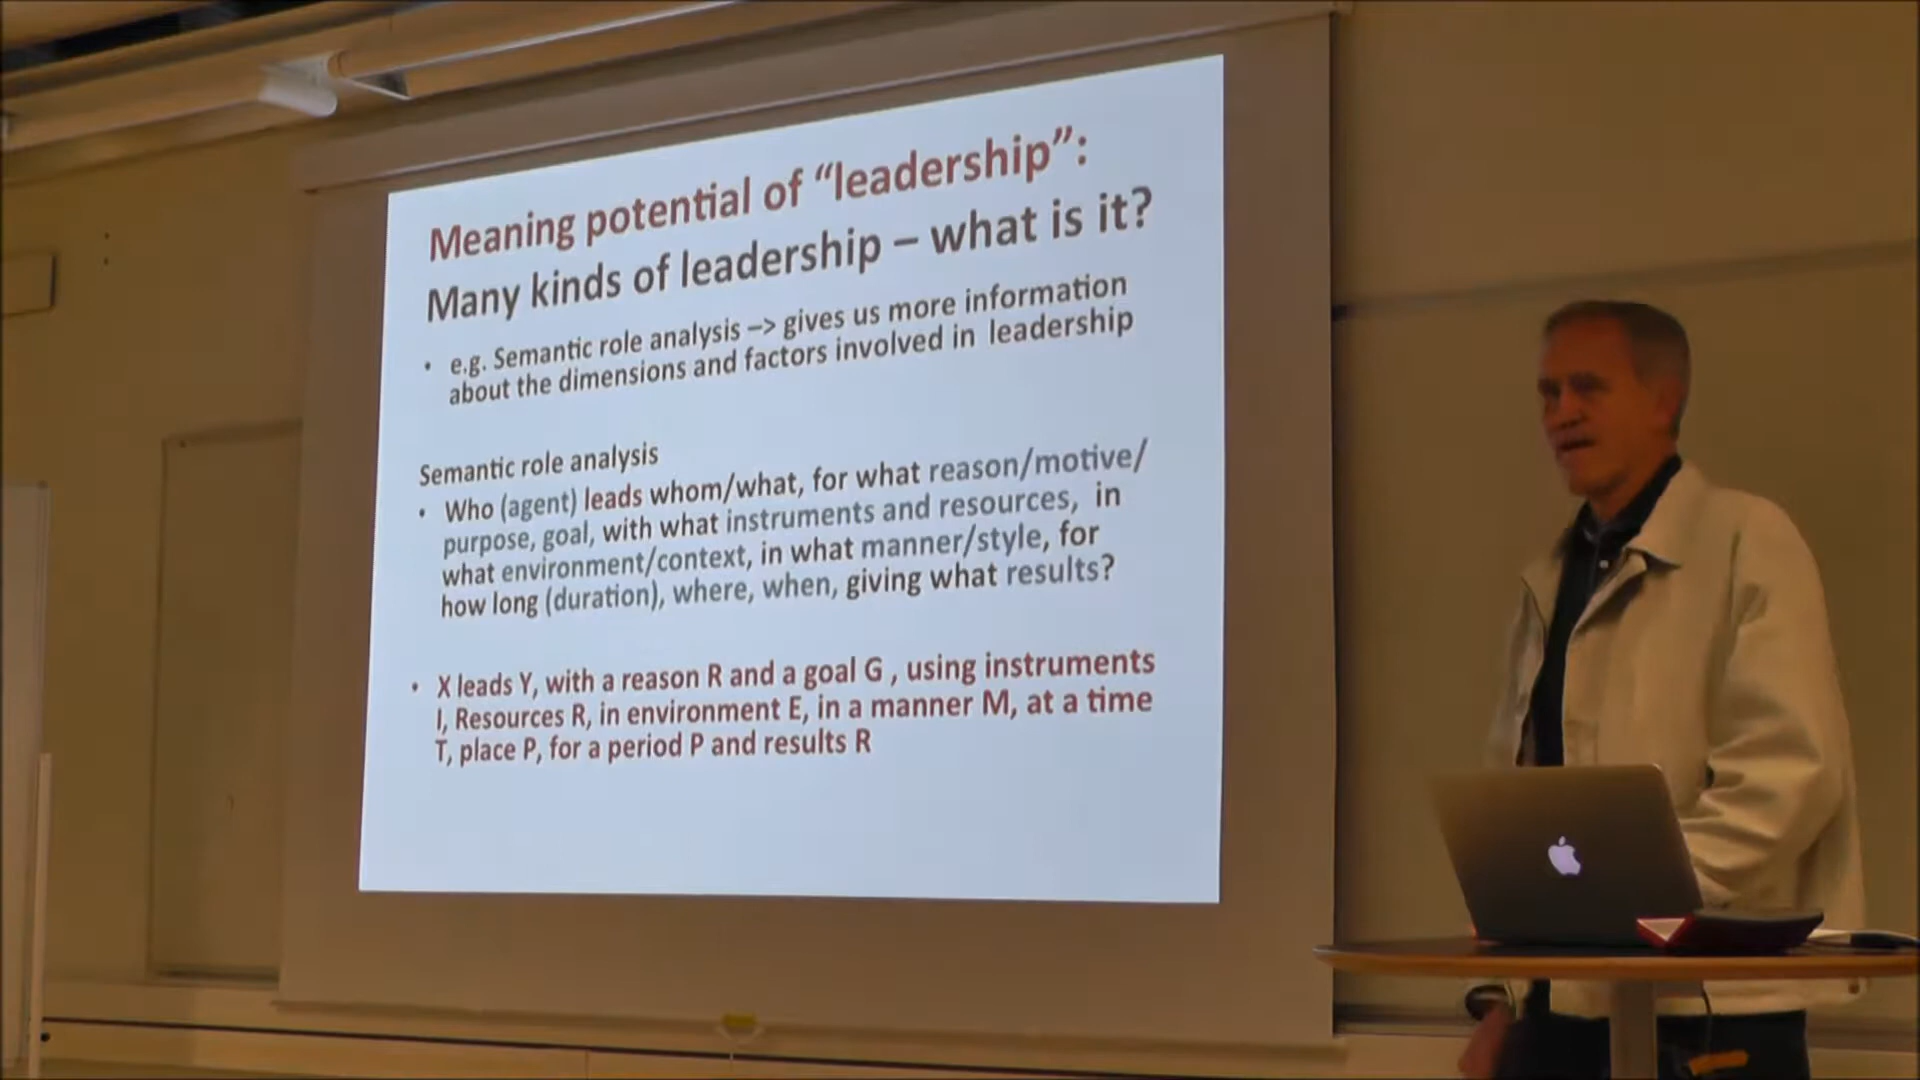 Meaning potential of “leadership”:
Many kinds of leadership – what is it?
• e.g. Semantic role analysis –> gives us more information
about the dimensions and factors involved in leadership
Semantic role analysis
• Who (agent) leads whom/what, for what reason/motive/
purpose, goal, with what instruments and resources, in
what environment/context, in what manner/style, for
how long (duration), where, when, giving what results?
• X leads Y, with a reason R and a goal G , using instruments
I, Resources R, in environment E, in a manner M, at a time
T, place P, for a period P and results R